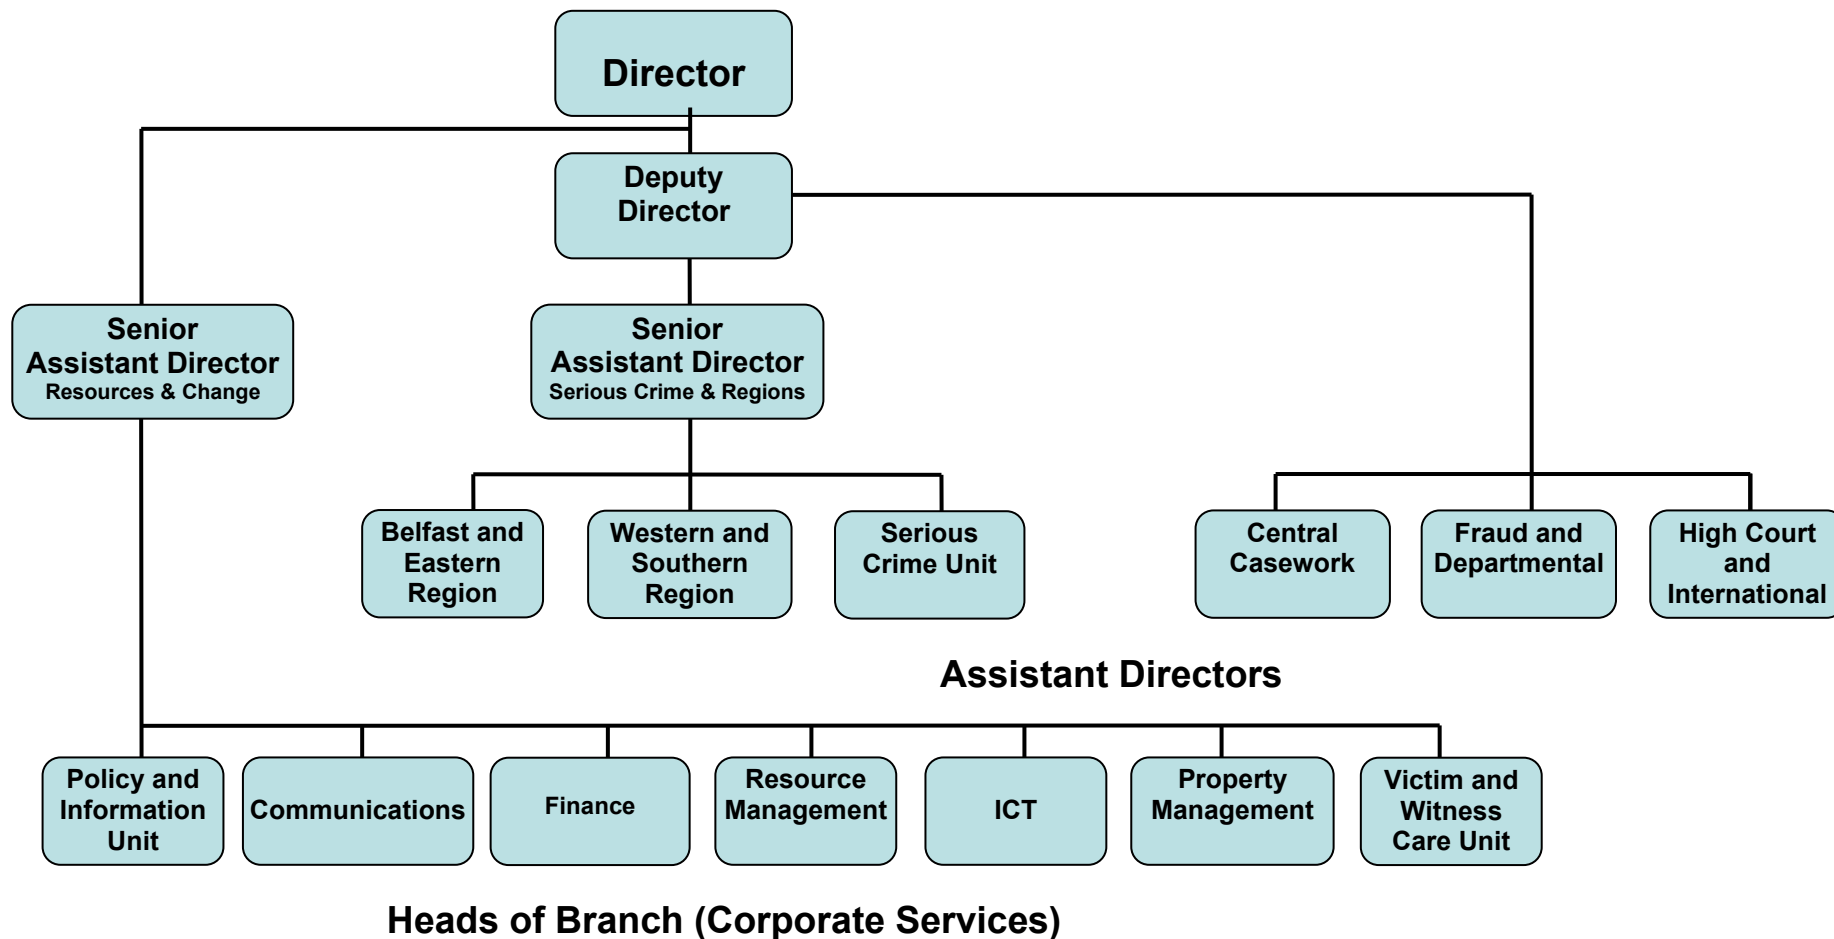 Director
Deputy
Director
Senior
Assistant Director
Resources & Change
Senior
Assistant Director
Serious Crime & Regions
Belfast and
Eastern
Region
Western and
Southern
Region
Serious
Crime Unit
Central
Casework
Fraud and
Departmental
High Court
and
International
Assistant Directors
Policy and
Information
Unit
Communications
Finance
Resource
Management
ICT
Property
Management
Victim and
Witness
Care Unit
Heads of Branch (Corporate Services)